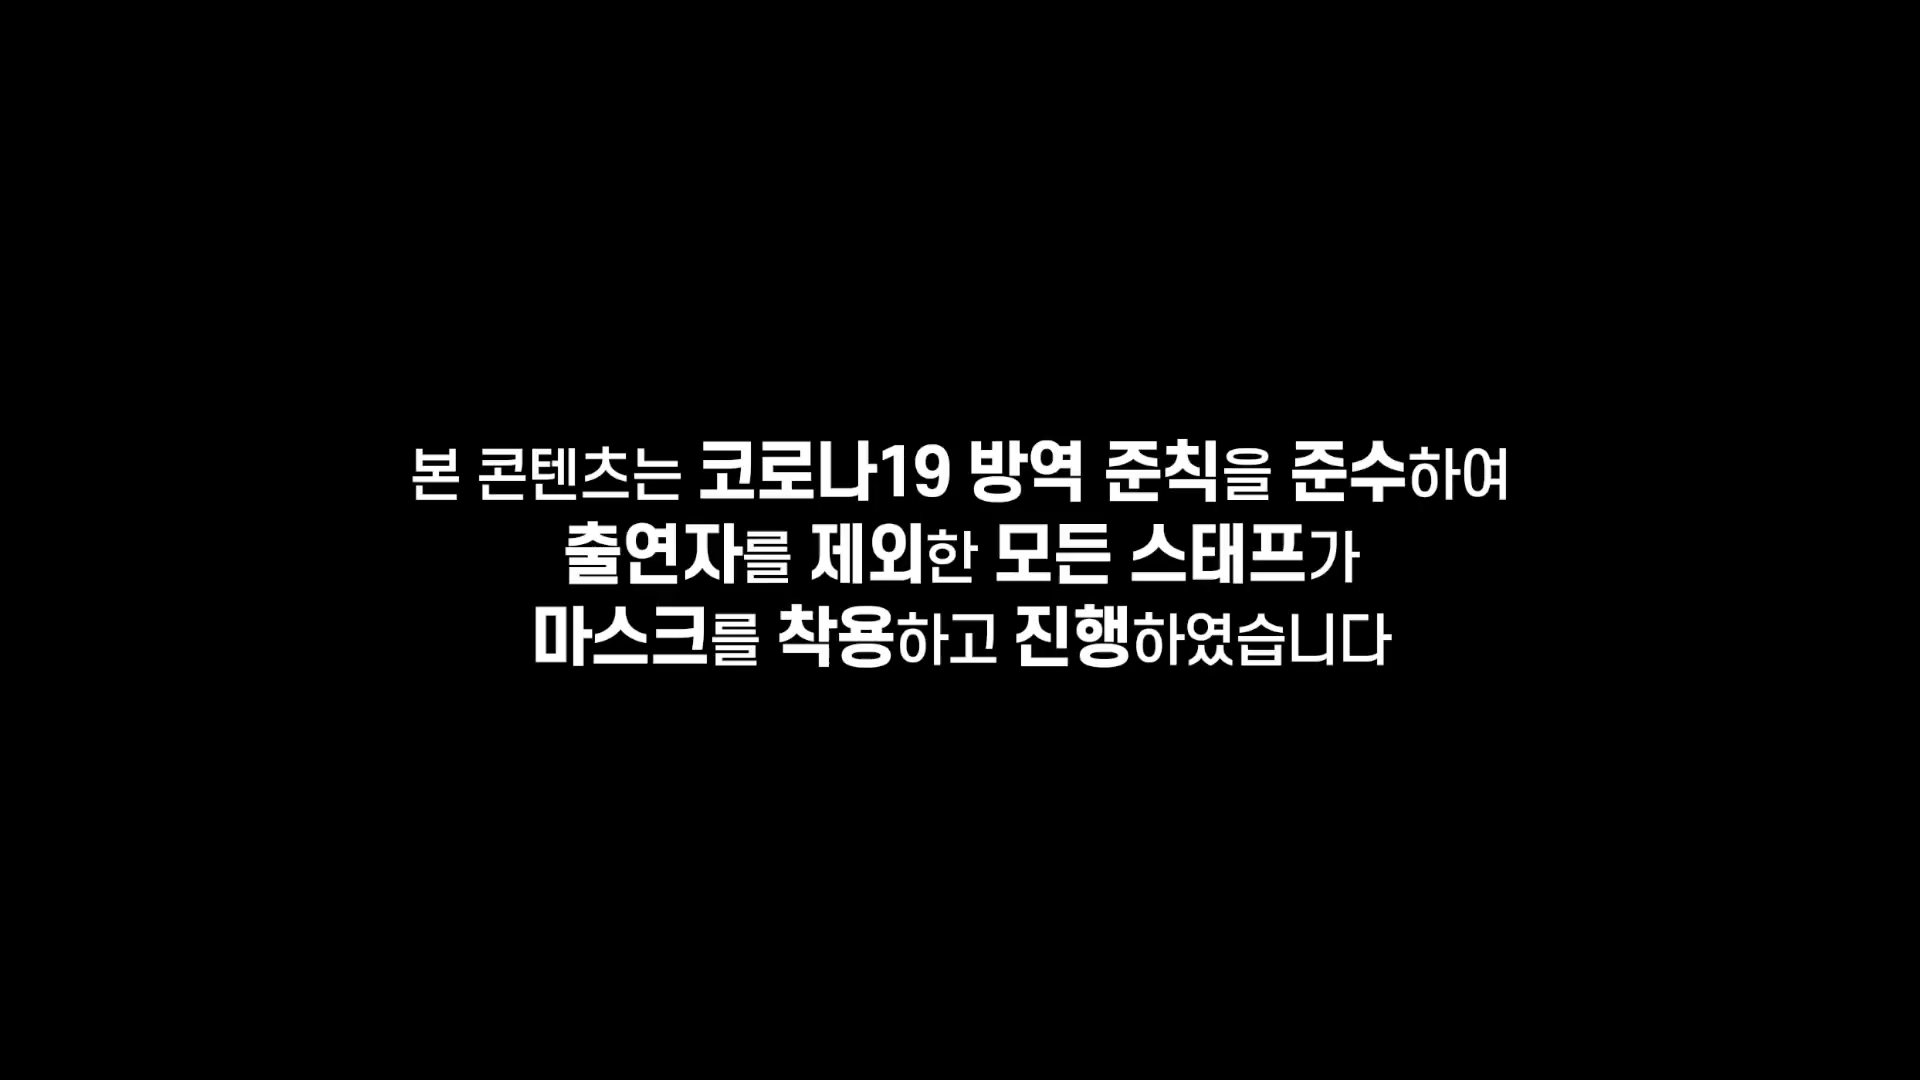 본 콘텐츠는 코로나19 방역 준칙을 준수하여
출연자를 제외한 모든 스태프가
마스크를 착용하고 진행하였습니다